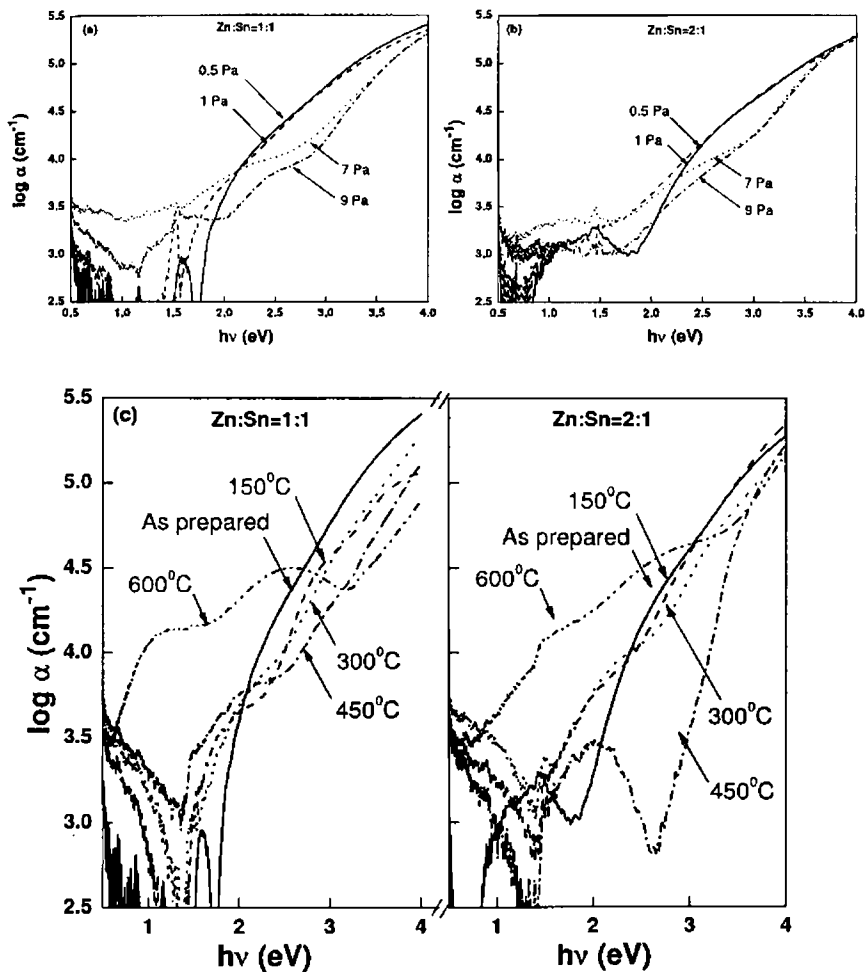 (a)
Zn:Sn=1:1
5.5
5.0
4.5
4.0
3.5
3.0
2.5
log α (cm⁻¹)
0.5 Pa
1 Pa
7 Pa
9 Pa
0.5 1.0 1.5 2.0 2.5 3.0 3.5 4.0
hν (eV)
(b)
Zn:Sn=2:1
5.5
5.0
4.5
4.0
3.5
3.0
2.5
log α (cm⁻¹)
0.5 Pa
1 Pa
7 Pa
9 Pa
0.5 1.0 1.5 2.0 2.5 3.0 3.5 4.0
hν (eV)
(c)
Zn:Sn=1:1
5.5
5.0
4.5
4.0
3.5
3.0
2.5
log α (cm⁻¹)
150⁰C
As prepared
600⁰C
300⁰C
450⁰C
1 2 3 4
hν (eV)
Zn:Sn=2:1
150⁰C
As prepared
600⁰C
300⁰C
450⁰C
1 2 3 4
hν (eV)